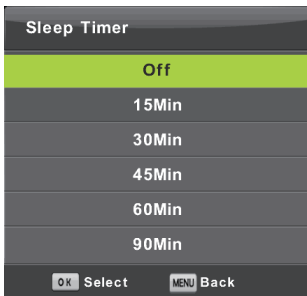 Sleep Timer
Off
15Min
30Min
45Min
60Min
90Min
OK Select MENU Back